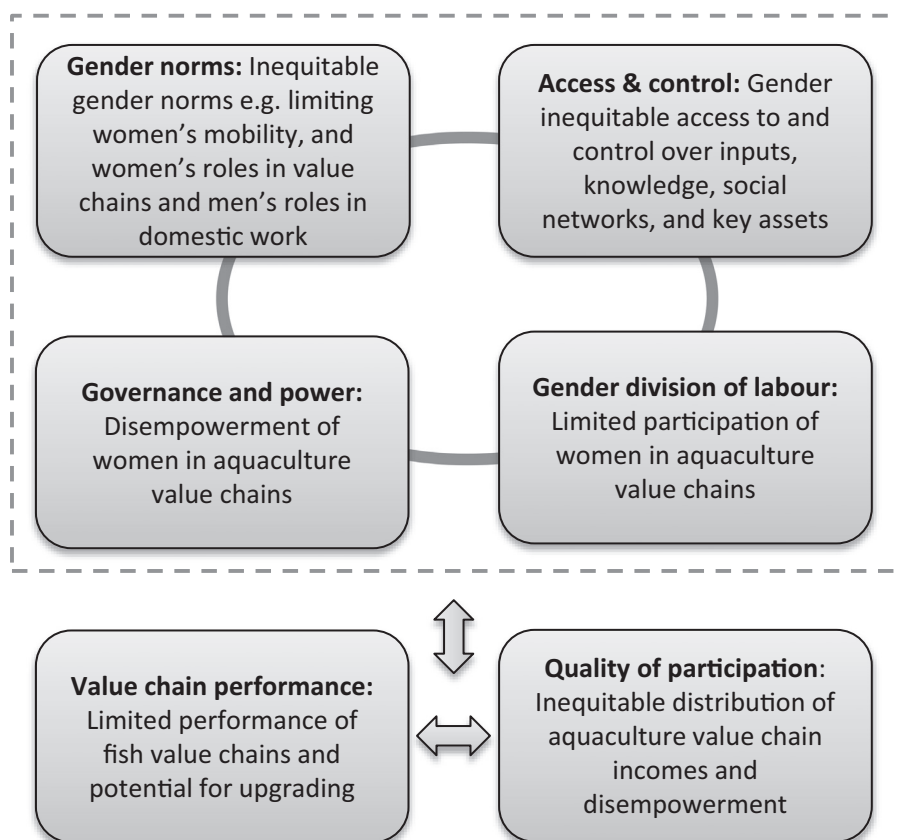 Gender norms: Inequitable
gender norms e.g. limiting
women's mobility, and
women's roles in value
chains and men's roles in
domestic work
Access & control: Gender
inequitable access to and
control over inputs,
knowledge, social
networks, and key assets
Governance and power:
Disempowerment of
women in aquaculture
value chains
Gender division of labour:
Limited participation of
women in aquaculture
value chains
Value chain performance:
Limited performance of
fish value chains and
potential for upgrading
Quality of participation:
Inequitable distribution of
aquaculture value chain
incomes and
disempowerment